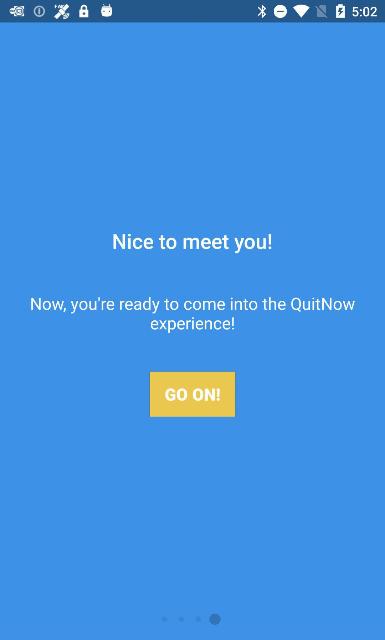 5:02
Nice to meet you!
Now, you're ready to come into the QuitNow
experience!
GO ON!